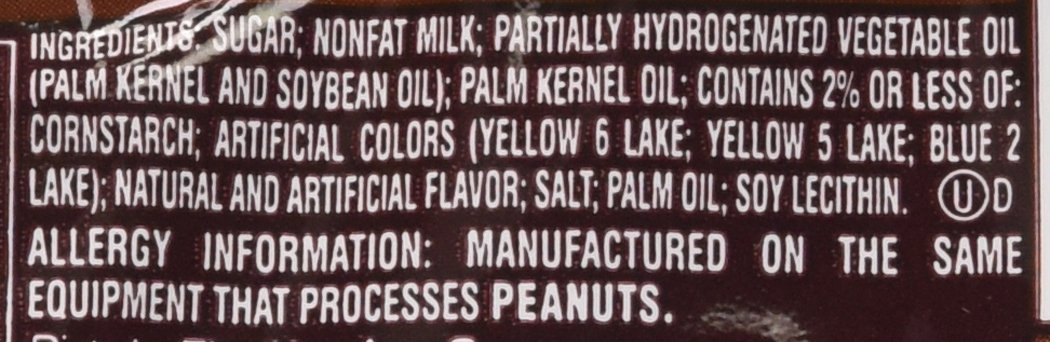 INGREDIENTS: SUGAR; NONFAT MILK; PARTIALLY HYDROGENATED VEGETABLE OIL
(PALM KERNEL AND SOYBEAN OIL); PALM KERNEL OIL; CONTAINS 2% OR LESS OF:
CORNSTARCH; ARTIFICIAL COLORS (YELLOW 6 LAKE; YELLOW 5 LAKE; BLUE 2
LAKE); NATURAL AND ARTIFICIAL FLAVOR; SALT; PALM OIL; SOY LECITHIN. Ⓤ D
ALLERGY INFORMATION: MANUFACTURED ON THE SAME
EQUIPMENT THAT PROCESSES PEANUTS.